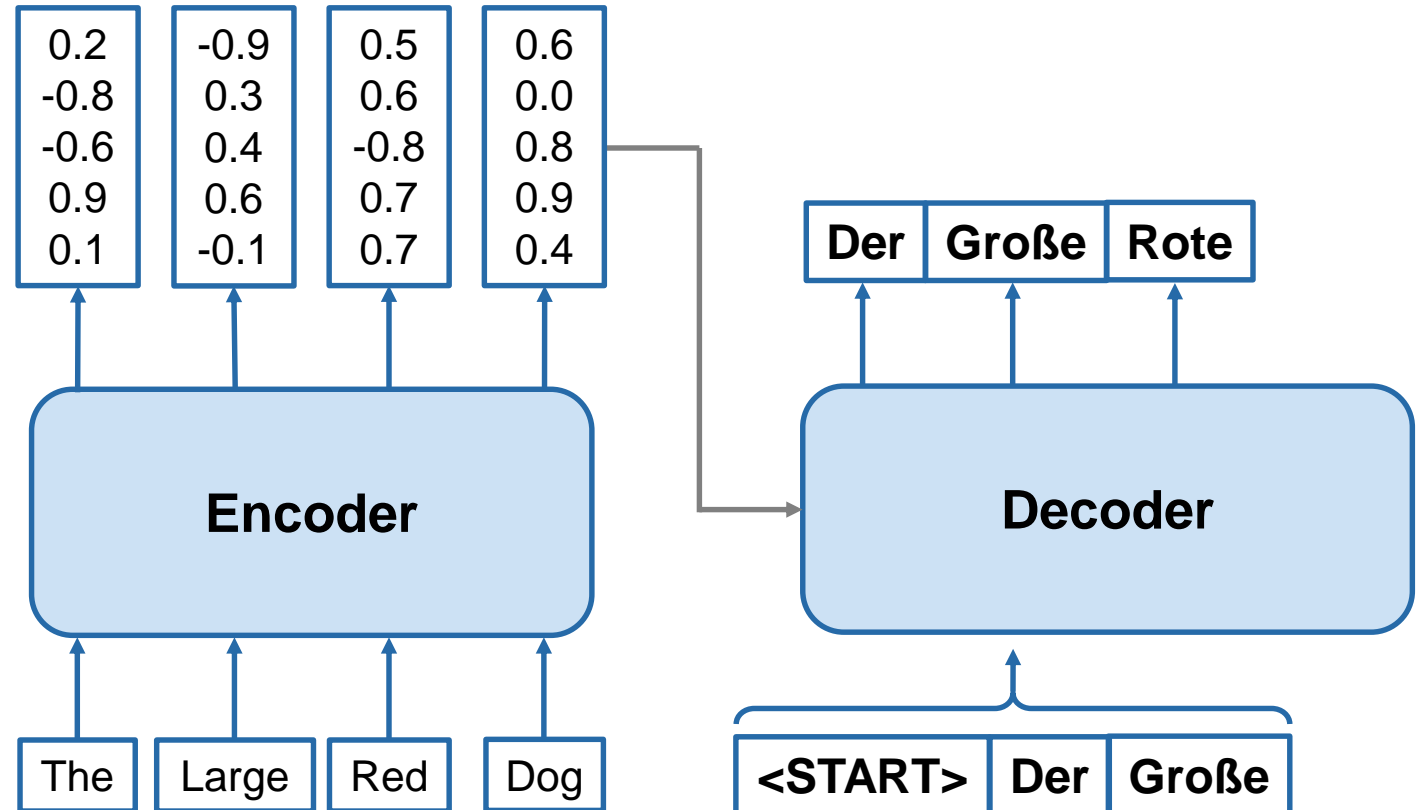 0.2 -0.9 0.5 0.6
-0.8 0.3 0.6 0.0
-0.6 0.4 -0.8 0.8
0.9 0.6 0.7 0.9
0.1 -0.1 0.7 0.4
Der Große Rote
Encoder
Decoder
The Large Red Dog
<START> Der Große